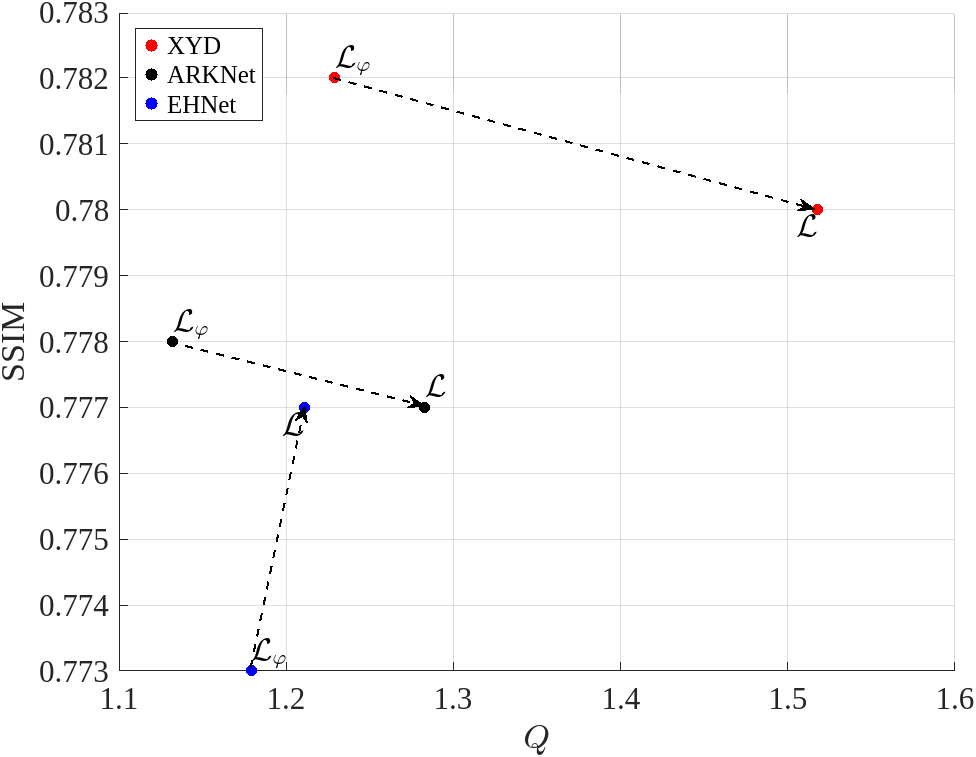 0.783
XYD
ARKNet
EHNet
ℒφ
0.782
0.781
0.78
ℒ
0.779
ℒφ
0.778
ℒ
0.777
ℒ
0.776
0.775
0.774
ℒφ
0.773
SSIM
1.1 1.2 1.3 1.4 1.5 1.6
Q